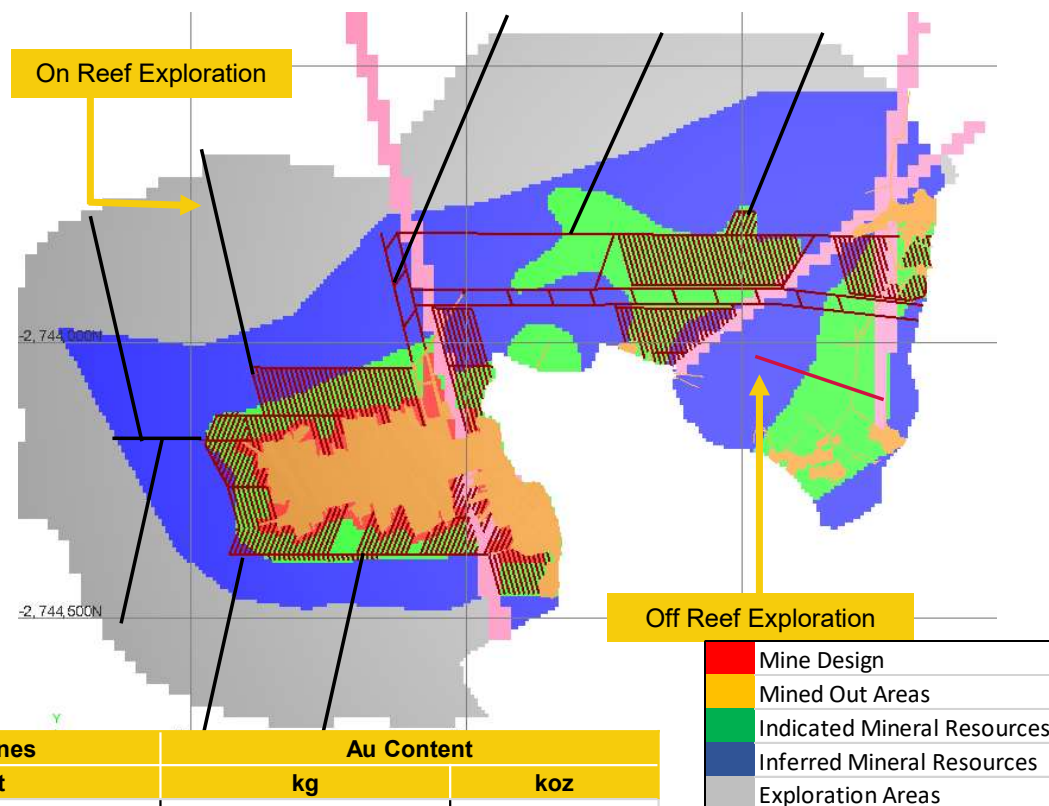 On Reef Exploration
-2,744,000N
-2,744,500N
Off Reef Exploration
Y
Mine Design
Mined Out Areas
Indicated Mineral Resources
Inferred Mineral Resources
Exploration Areas
nes
Au Content
t
kg
koz